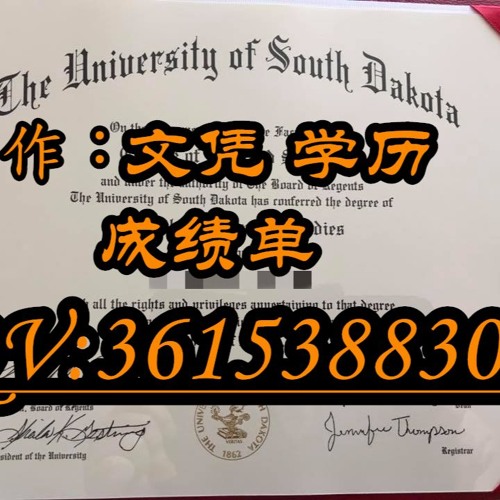 The University of South Dakota
作：文凭 学历
and under the authority of The Board of Regents
The University of South Dakota has conferred the degree of
成绩单
all the rights and privileges appertaining to that degree
V:361538830
Board of Regents
President of the University
Jennifer Thompson
Registrar
1862